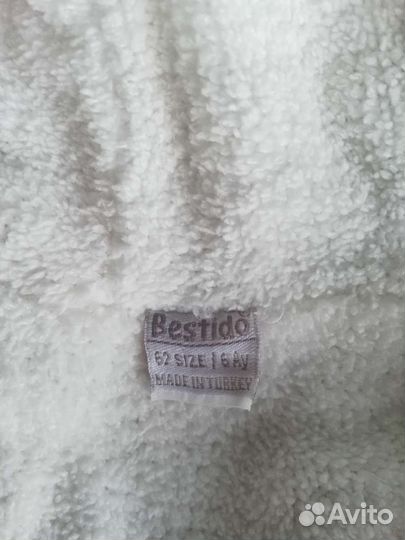 Bestido
62 SIZE | 6 Ay
MADE IN TURKEY
Avito